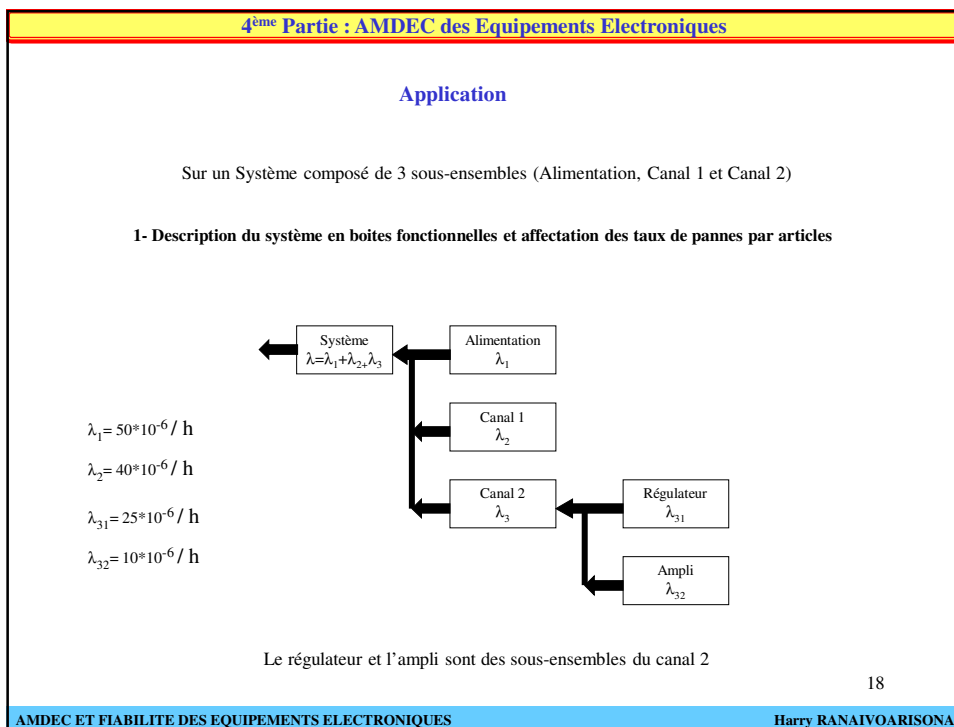 4ème Partie : AMDEC des Equipements Electroniques
Application
Sur un Système composé de 3 sous-ensembles (Alimentation, Canal 1 et Canal 2)
1- Description du système en boites fonctionnelles et affectation des taux de pannes par articles
Système
λ=λ1+λ2+λ3
Alimentation
λ1
Canal 1
λ2
Canal 2
λ3
Régulateur
λ31
Ampli
λ32
λ1= 50*10-6 / h
λ2= 40*10-6 / h
λ31= 25*10-6 / h
λ32= 10*10-6 / h
Le régulateur et l’ampli sont des sous-ensembles du canal 2
18
AMDEC ET FIABILITE DES EQUIPEMENTS ELECTRONIQUES
Harry RANAIVOARISONA